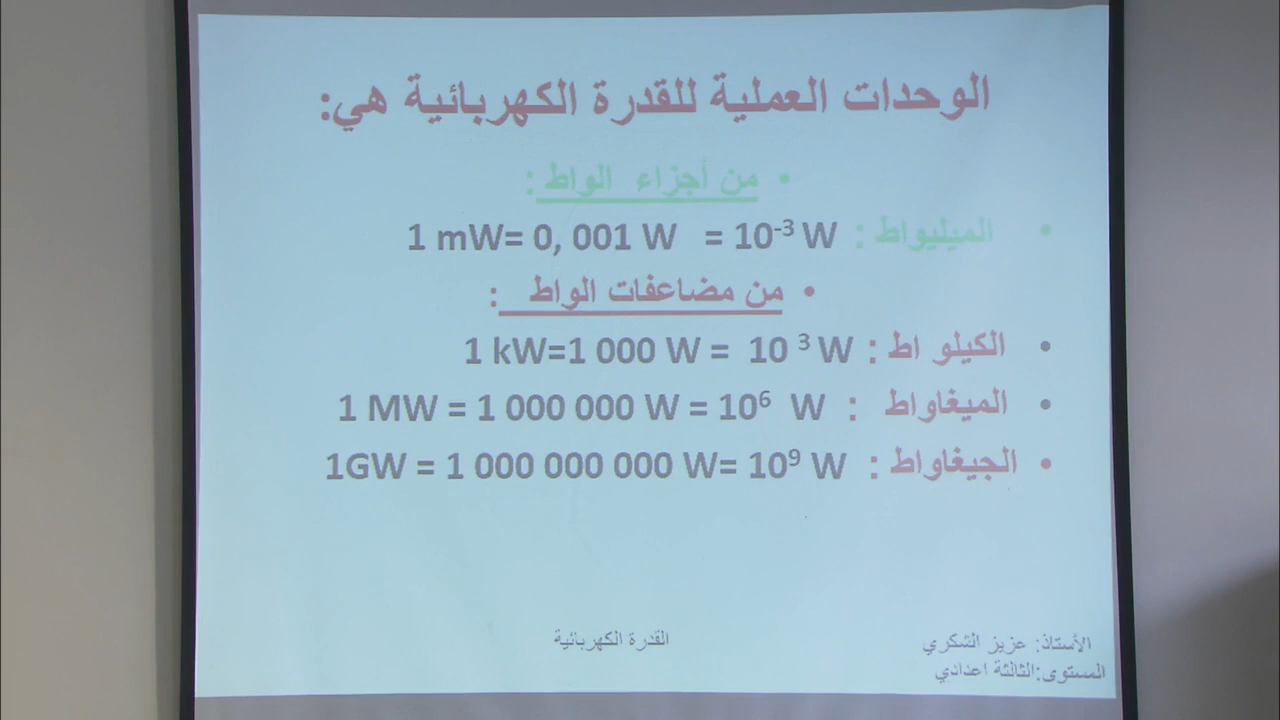 الوحدات العملية للقدرة الكهربائية هي:
• من أجزاء الواط :
• الميليواط : 1 mW= 0, 001 W = 10⁻³ W
• من مضاعفات الواط :
• الكيلو اط : 1 kW=1 000 W = 10 ³ W
• الميغاواط : 1 MW = 1 000 000 W = 10⁶ W
• الجيغاواط : 1GW = 1 000 000 000 W= 10⁹ W
الأستاذ: عزيز الشكري
المستوى:الثالثة اعدادي
القدرة الكهربائية